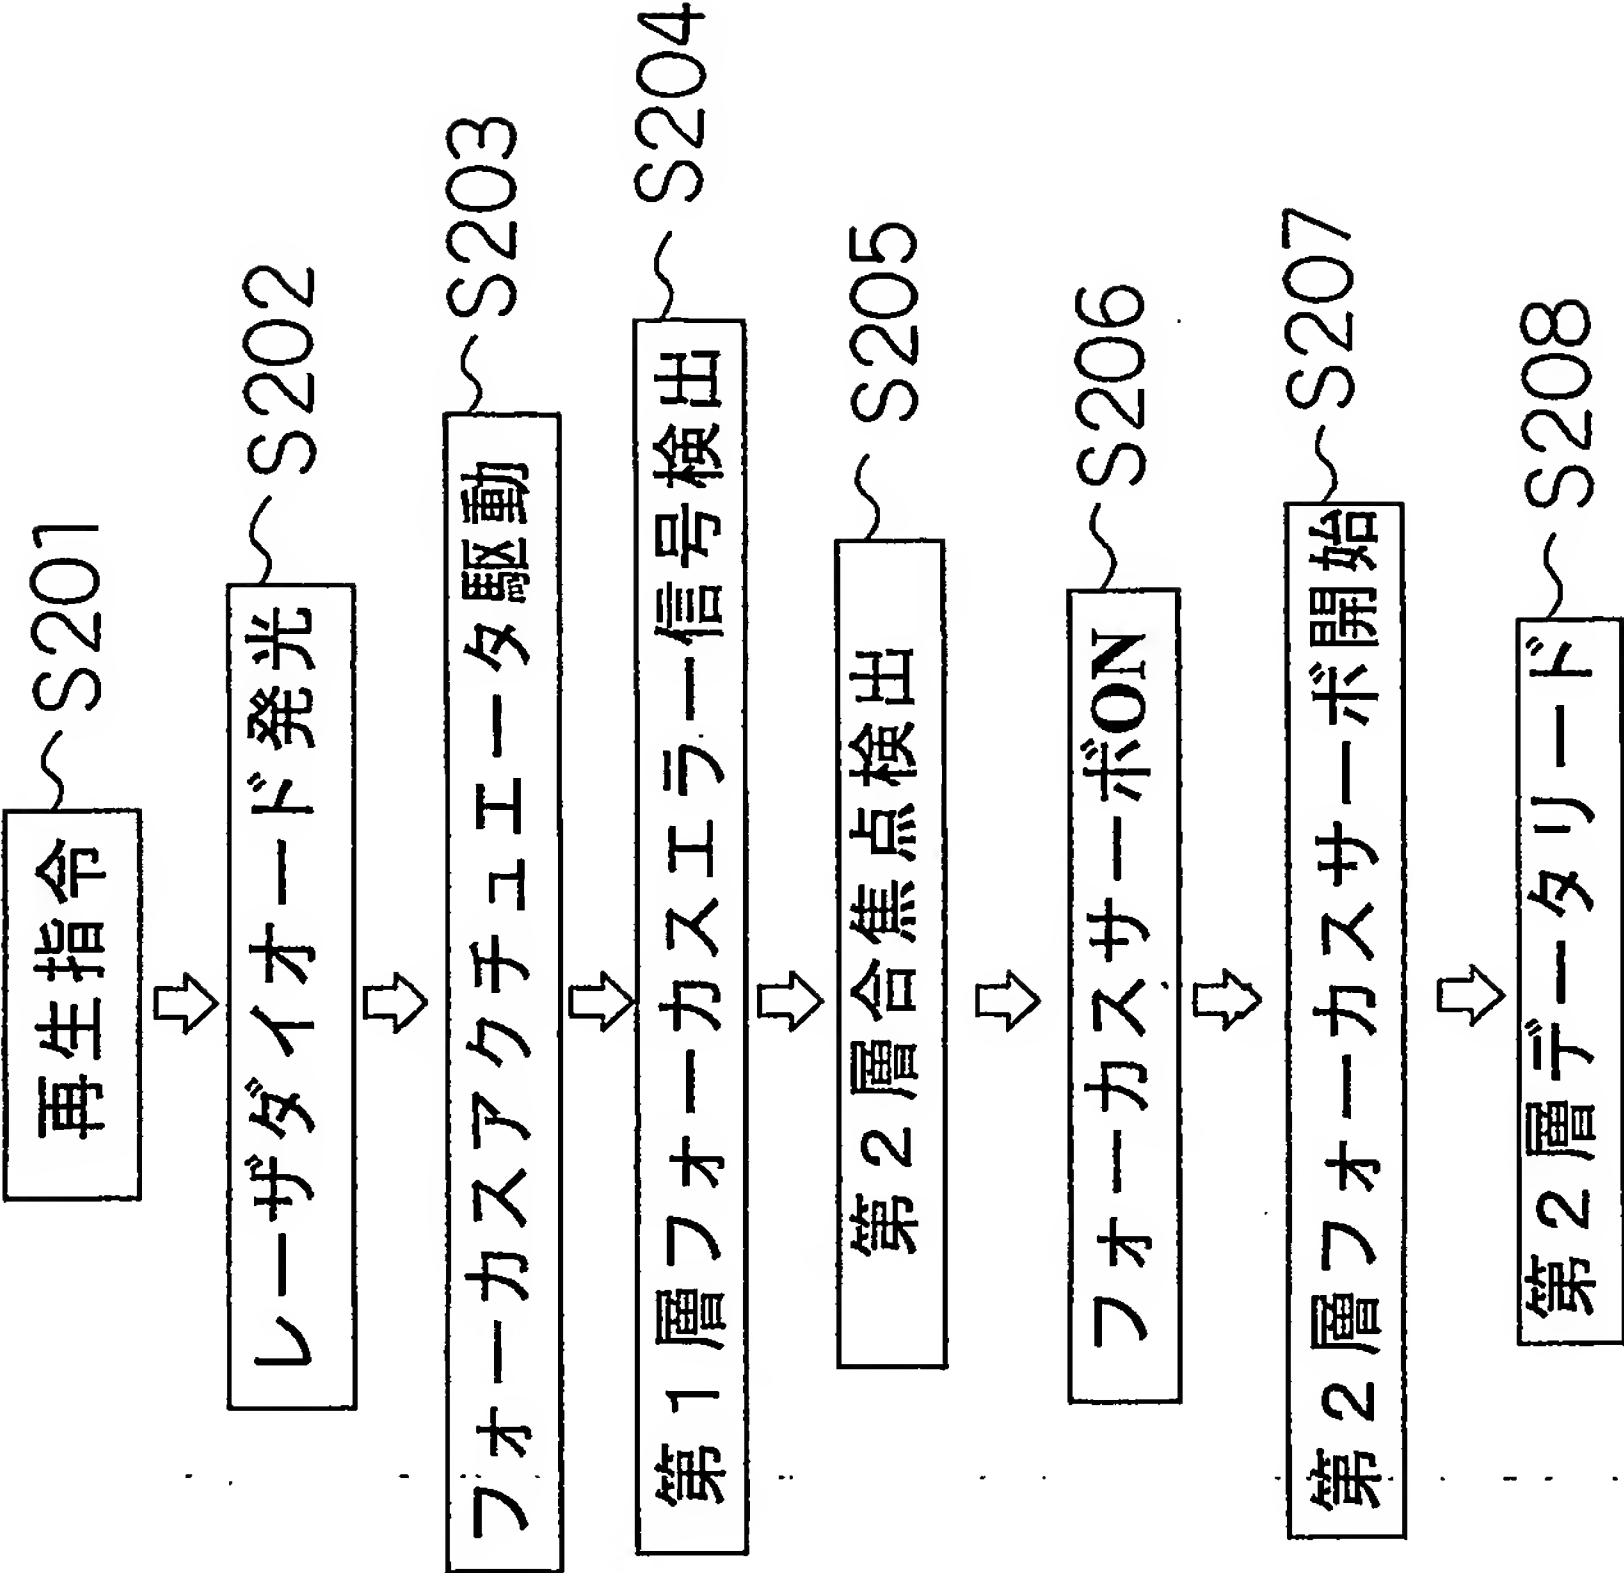 再生指令
S201
レーザダイオード発光
S202
フォーカスアクチュエータ駆動
S203
第1層フォーカスエラー信号検出
S204
第2層合焦点検出
S205
フォーカスサーボON
S206
第2層フォーカスサーボ開始
S207
第2層データリード
S208